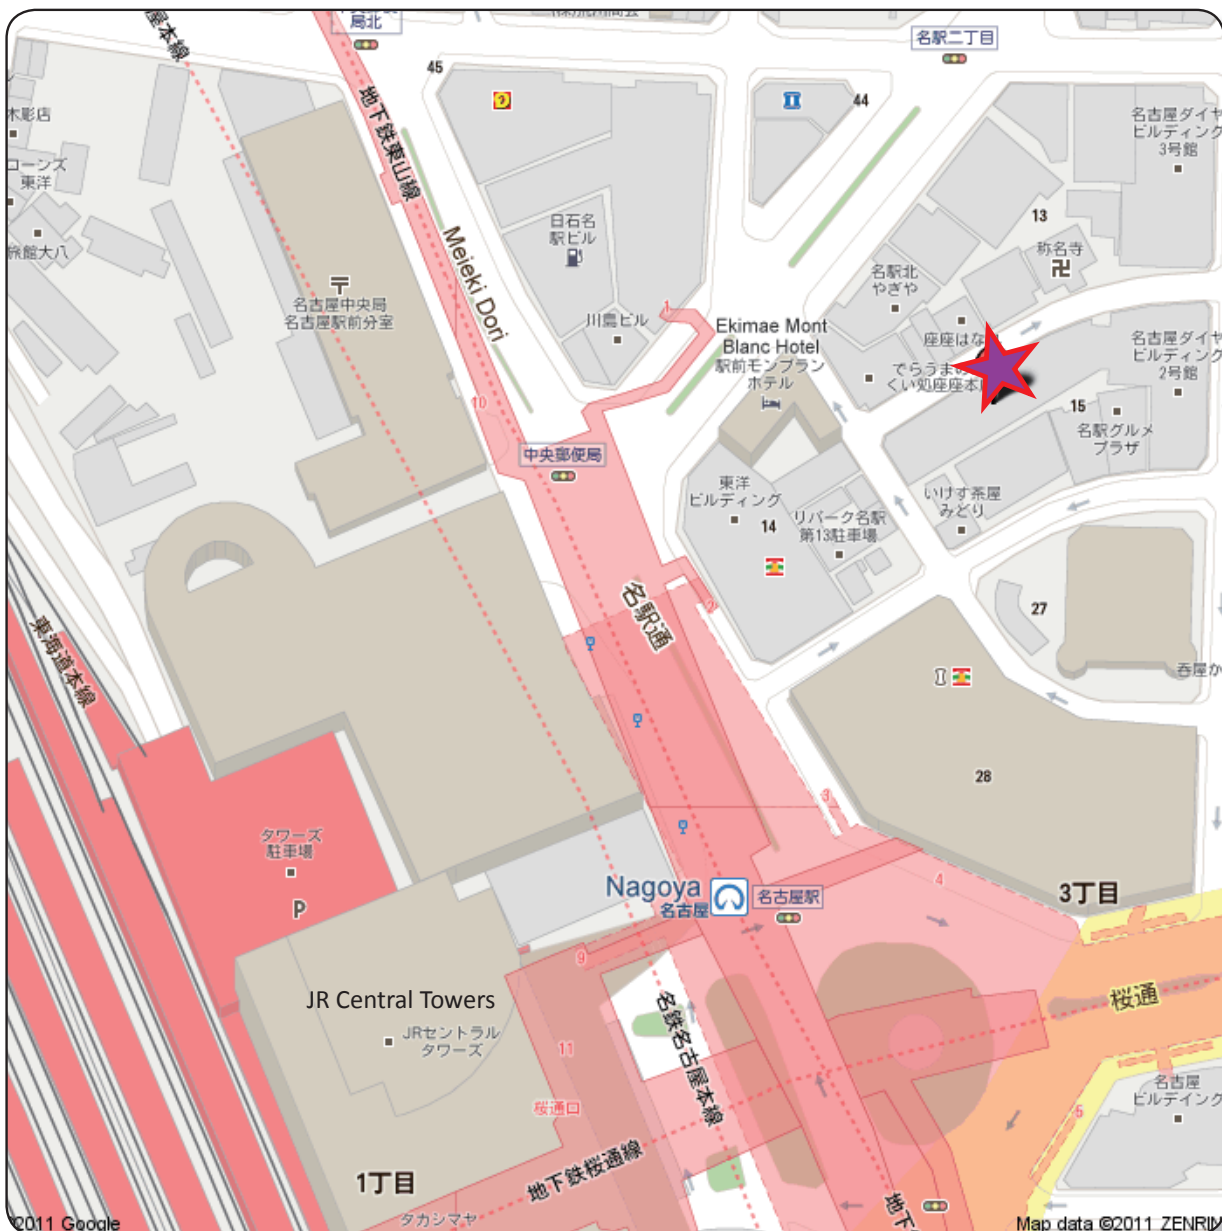 局北
名駅二丁目
屋本線
45
44
木彫店
ローンズ
東洋
旅館大八
地下鉄東山線
名古屋ダイヤ
ビルディング
3号館
13
称名寺
日石名
駅ビル
Meieki Dori
名古屋中央局
名古屋駅前分室
川島ビル
1
名駅北
やぎや
Ekimae Mont
Blanc Hotel
駅前モンブラン
ホテル
座座はな
でらうまの
くい処座座本
名古屋ダイヤ
ビルディング
2号館
15
名駅グルメ
プラザ
10
中央郵便局
東洋
ビルディング
14
リパーク名駅
第13駐車場
いけす茶屋
みどり
27
東海道本線
名駅通
2
呑屋か
28
3
タワーズ
駐車場
P
Nagoya
名古屋
名古屋駅
4
3丁目
9
JR Central Towers
JRセントラル
タワーズ
11
桜通口
名鉄名古屋本線
桜通
名古屋
ビルディング
5
1丁目
地下鉄桜通線
タカシマヤ
地下
2011 Google
Map data ©2011 ZENRIN